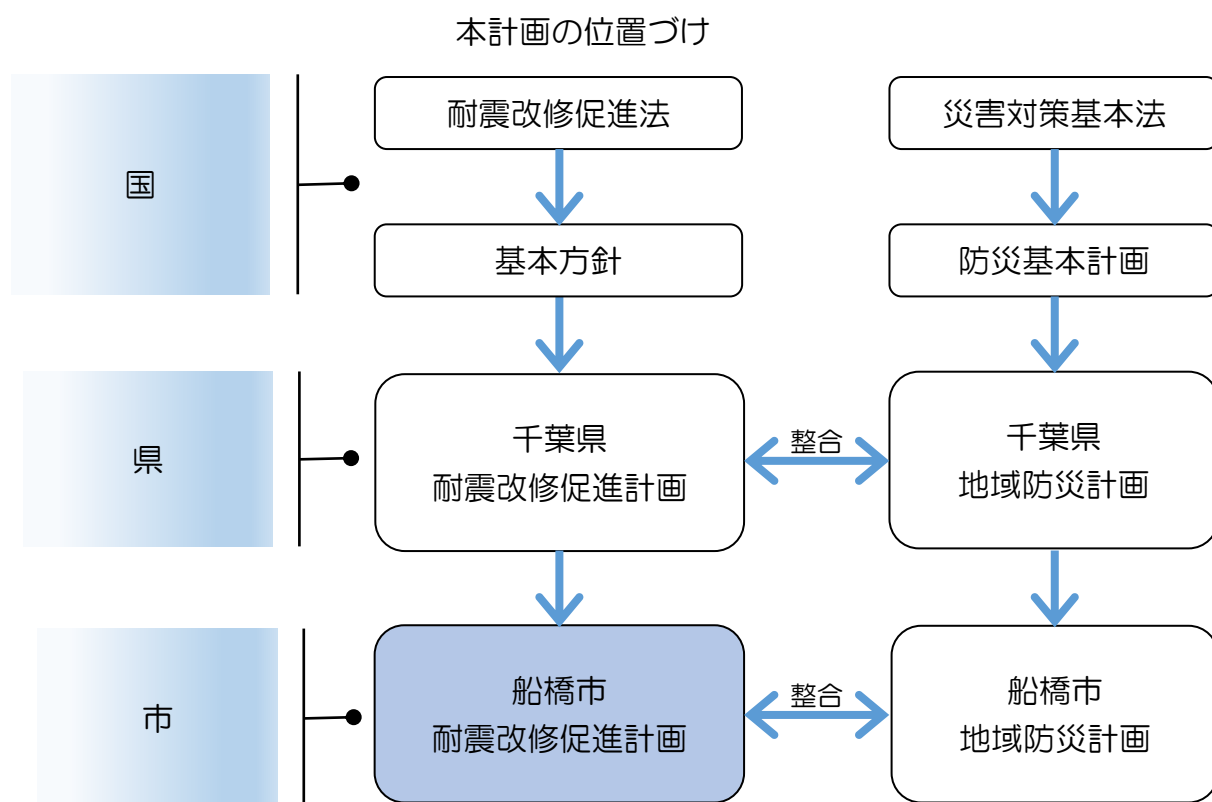 本計画の位置づけ
国
耐震改修促進法
災害対策基本法
基本方針
防災基本計画
県
千葉県
耐震改修促進計画
整合
千葉県
地域防災計画
市
船橋市
耐震改修促進計画
整合
船橋市
地域防災計画